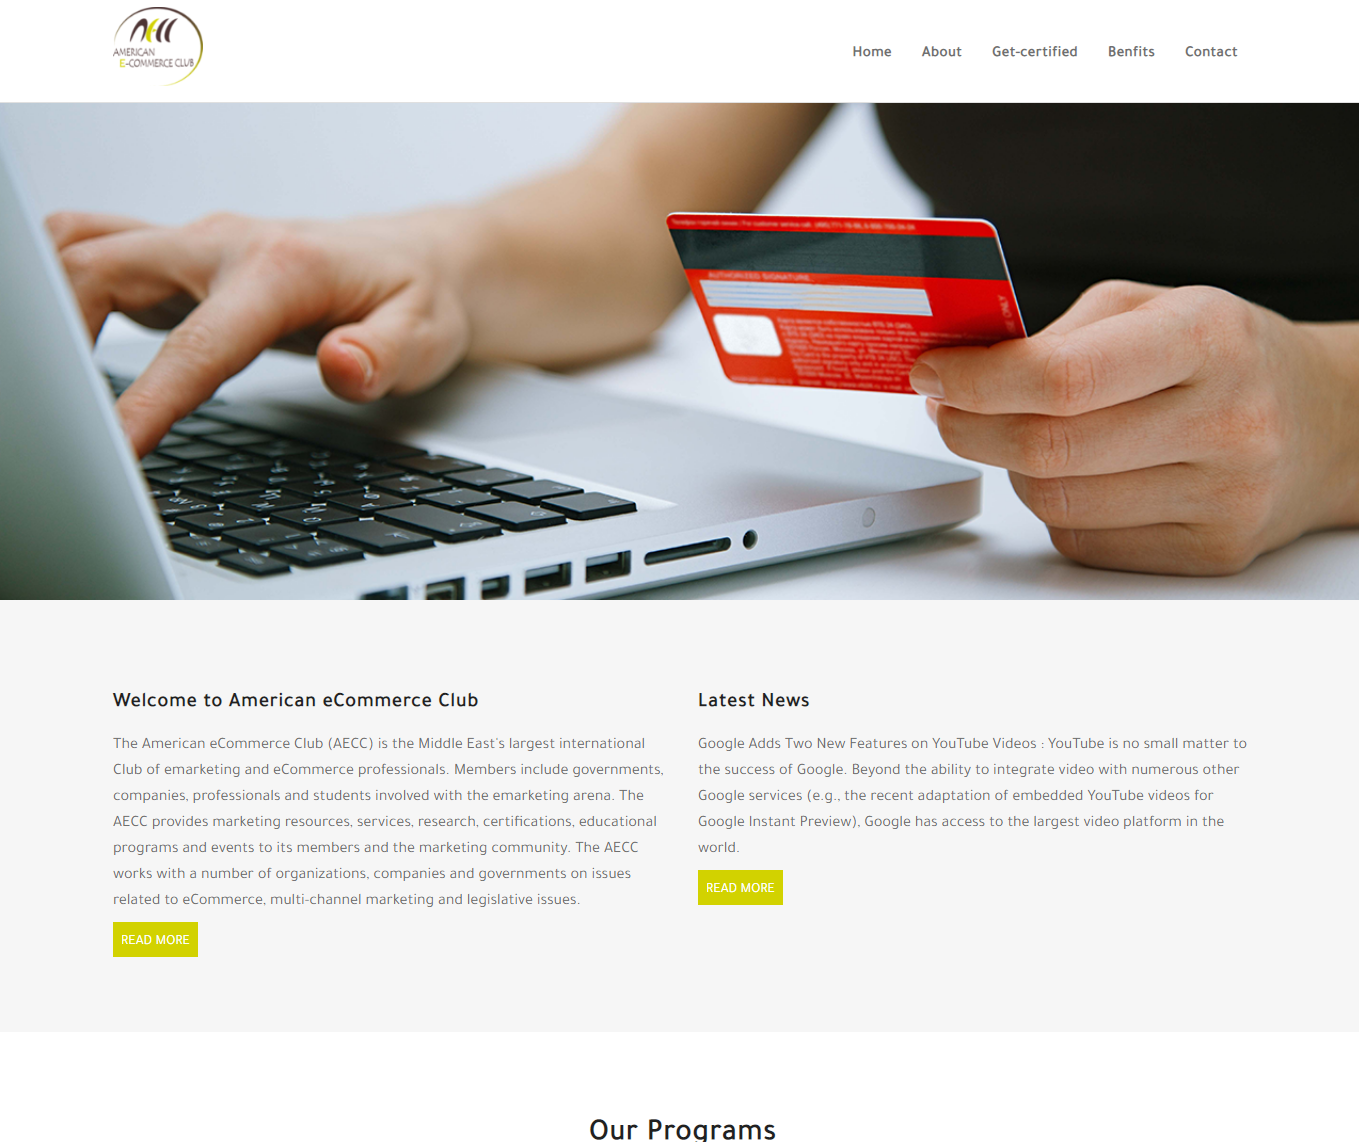 AMERICAN
E-COMMERCE CLUB
Home
About
Get-certified
Benfits
Contact
AUTHORIZED SIGNATURE
Welcome to American eCommerce Club
The American eCommerce Club (AECC) is the Middle East's largest international
Club of emarketing and eCommerce professionals. Members include governments,
companies, professionals and students involved with the emarketing arena. The
AECC provides marketing resources, services, research, certifications, educational
programs and events to its members and the marketing community. The AECC
works with a number of organizations, companies and governments on issues
related to eCommerce, multi-channel marketing and legislative issues.
READ MORE
Latest News
Google Adds Two New Features on YouTube Videos : YouTube is no small matter to
the success of Google. Beyond the ability to integrate video with numerous other
Google services (e.g., the recent adaptation of embedded YouTube videos for
Google Instant Preview), Google has access to the largest video platform in the
world.
READ MORE
Our Programs